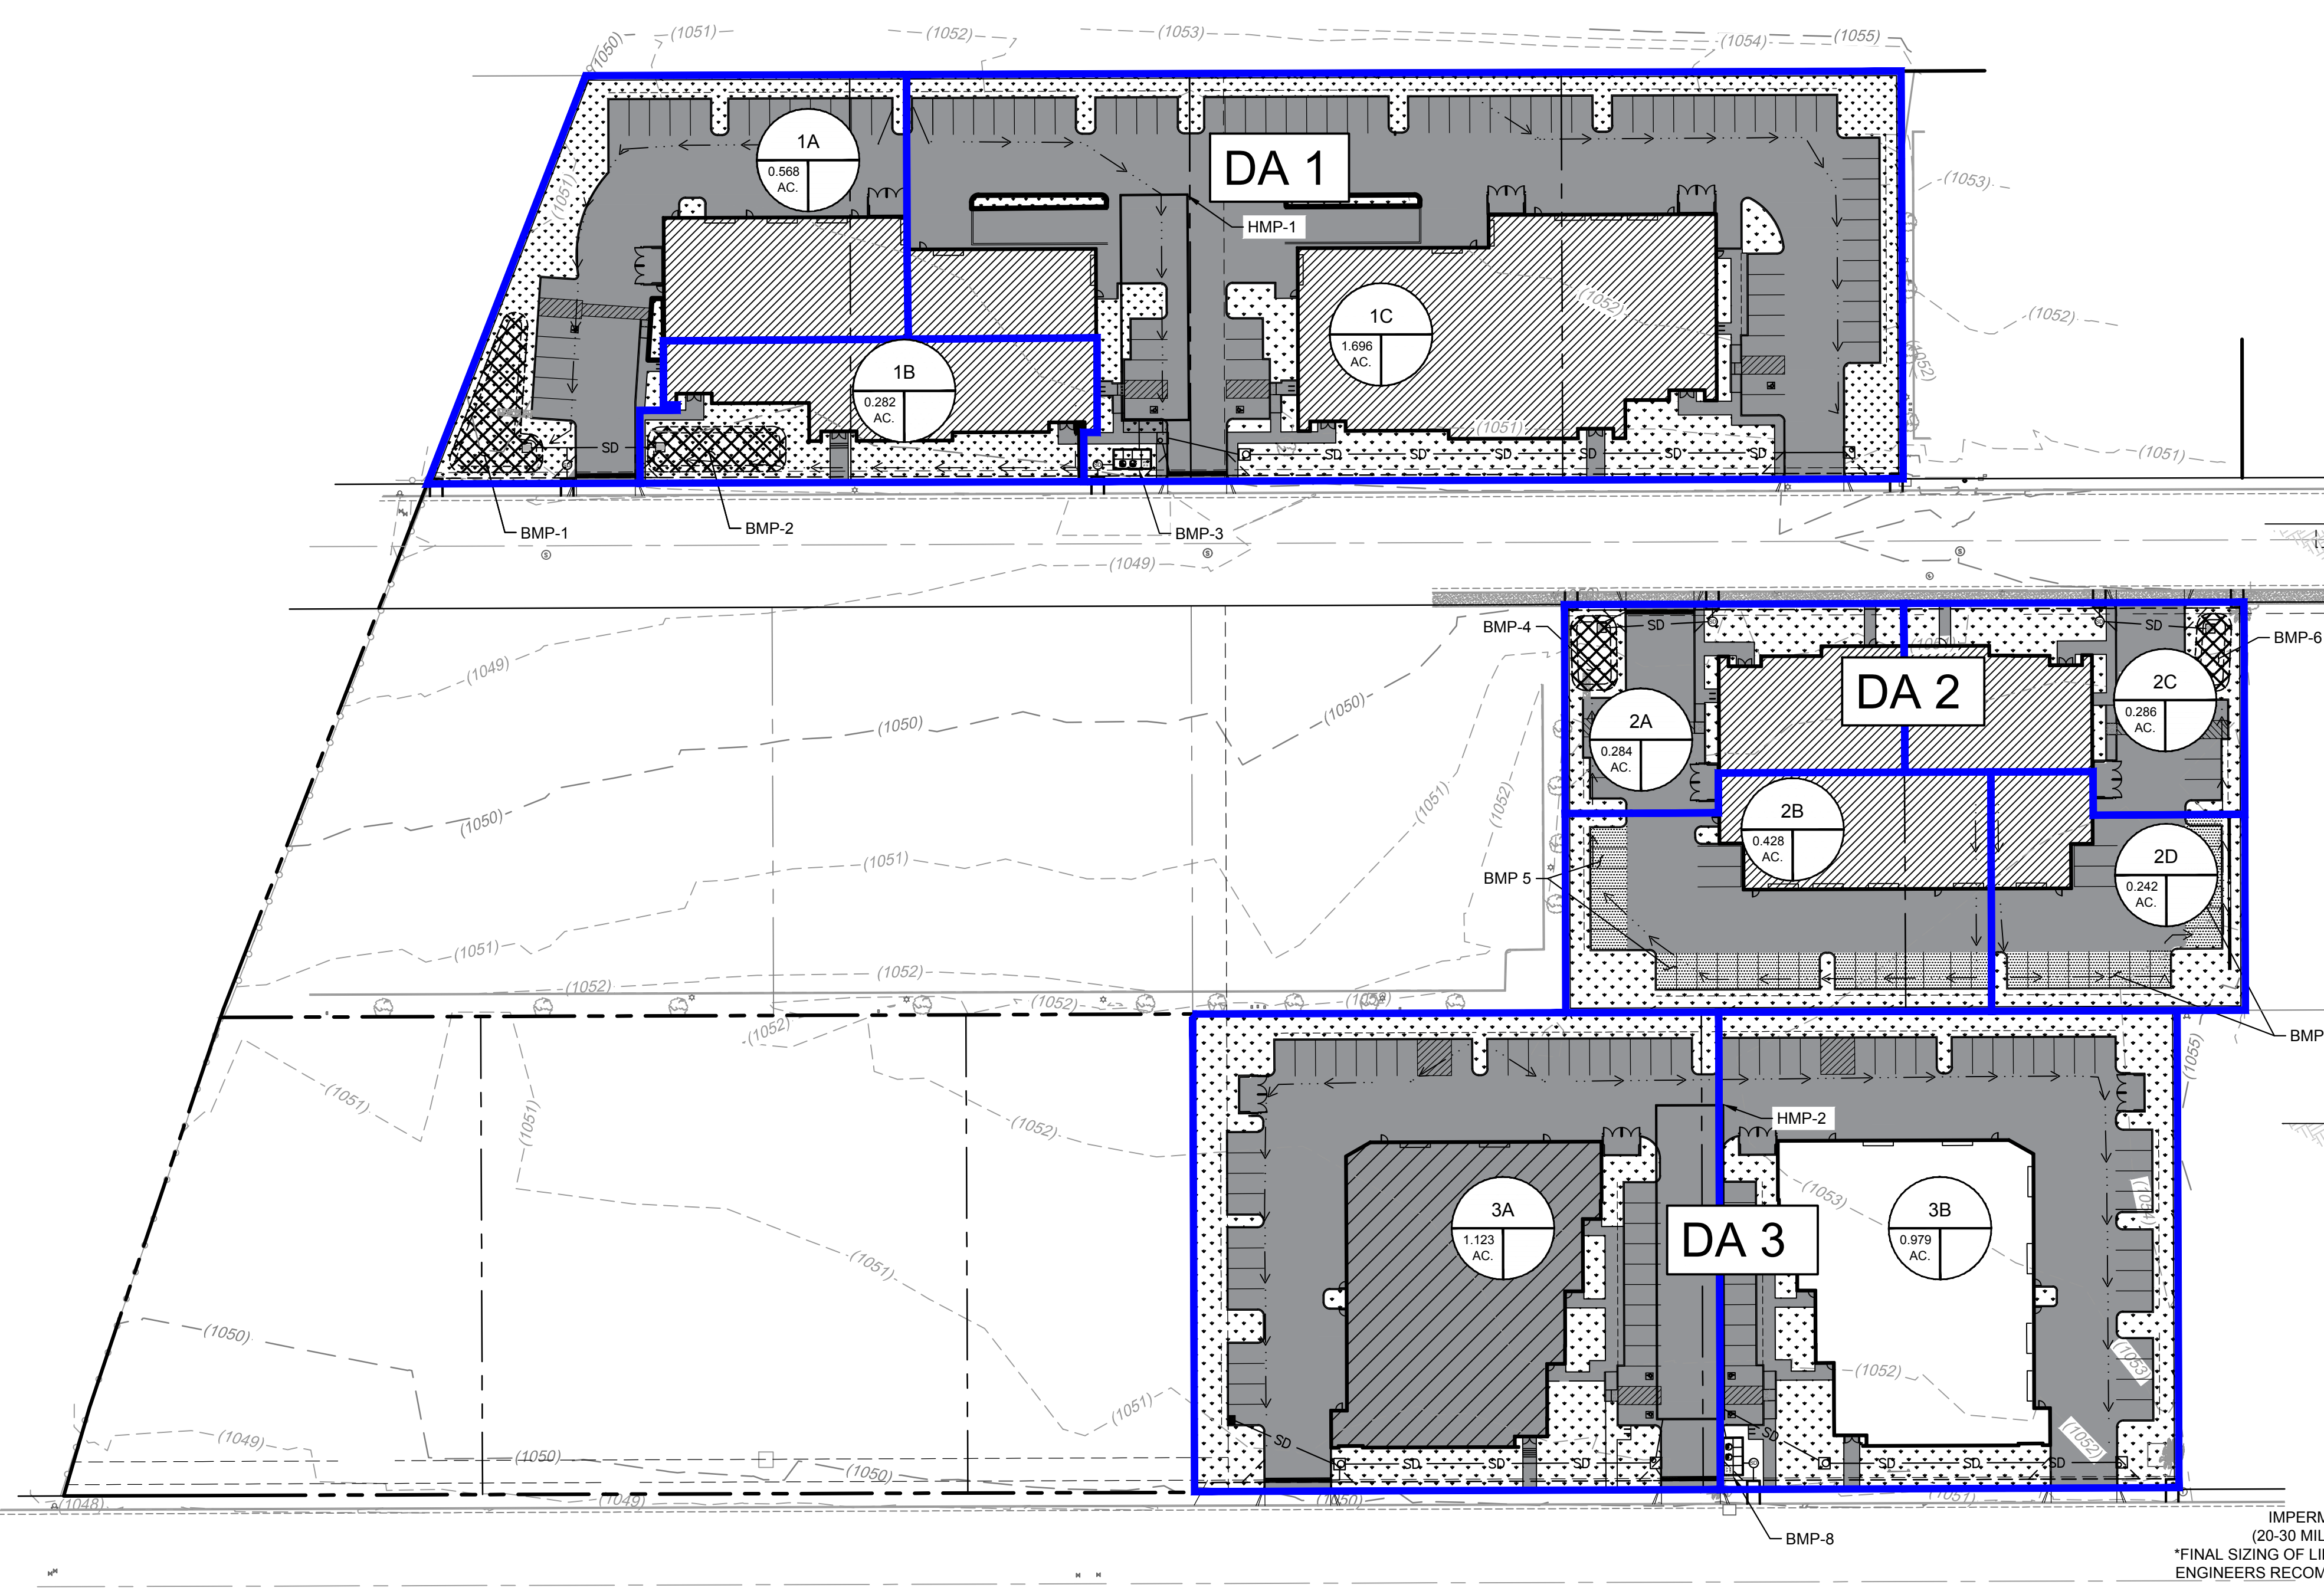 (1050)
(1051)
(1052)
(1053)
(1054)
(1055)
1A
0.568
AC.
DA 1
(1051)
(1053)
HMP-1
(1052)
1C
1.696
AC.
(1052)
(1052)
1B
0.282
AC.
(1051)
SD
SD
SD
SD
SD
SD
SD
(1051)
BMP-1
BMP-2
BMP-3
(1049)
BMP-4
SD
SD
BMP-6
(1049)
DA 2
2A
0.284
AC.
2C
0.286
AC.
(1050)
(1050)
(1051)
(1052)
(1050)
2B
0.428
AC.
(1051)
BMP 5
2D
0.242
AC.
(1051)
(1052)
(1052)
(1052)
(1052)
BMP
(1055)
(1051)
(1051)
(1052)
HMP-2
(1053)
3A
1.123
AC.
DA 3
3B
0.979
AC.
(1051)
(1050)
(1053)
(1052)
(1051)
(1049)
(1052)
SD
SD
(1050)
(1050)
SD
SD
SD
SD
SD
SD
(1048)
(1049)
(1050)
(1051)
BMP-8
IMPERM
(20-30 MIL
*FINAL SIZING OF LI
ENGINEERS RECOM